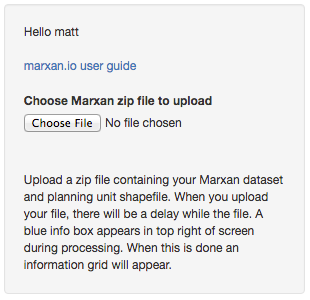 Hello matt
marxan.io user guide
Choose Marxan zip file to upload
Choose File No file chosen
Upload a zip file containing your Marxan dataset
and planning unit shapefile. When you upload
your file, there will be a delay while the file. A
blue info box appears in top right of screen
during processing. When this is done an
information grid will appear.